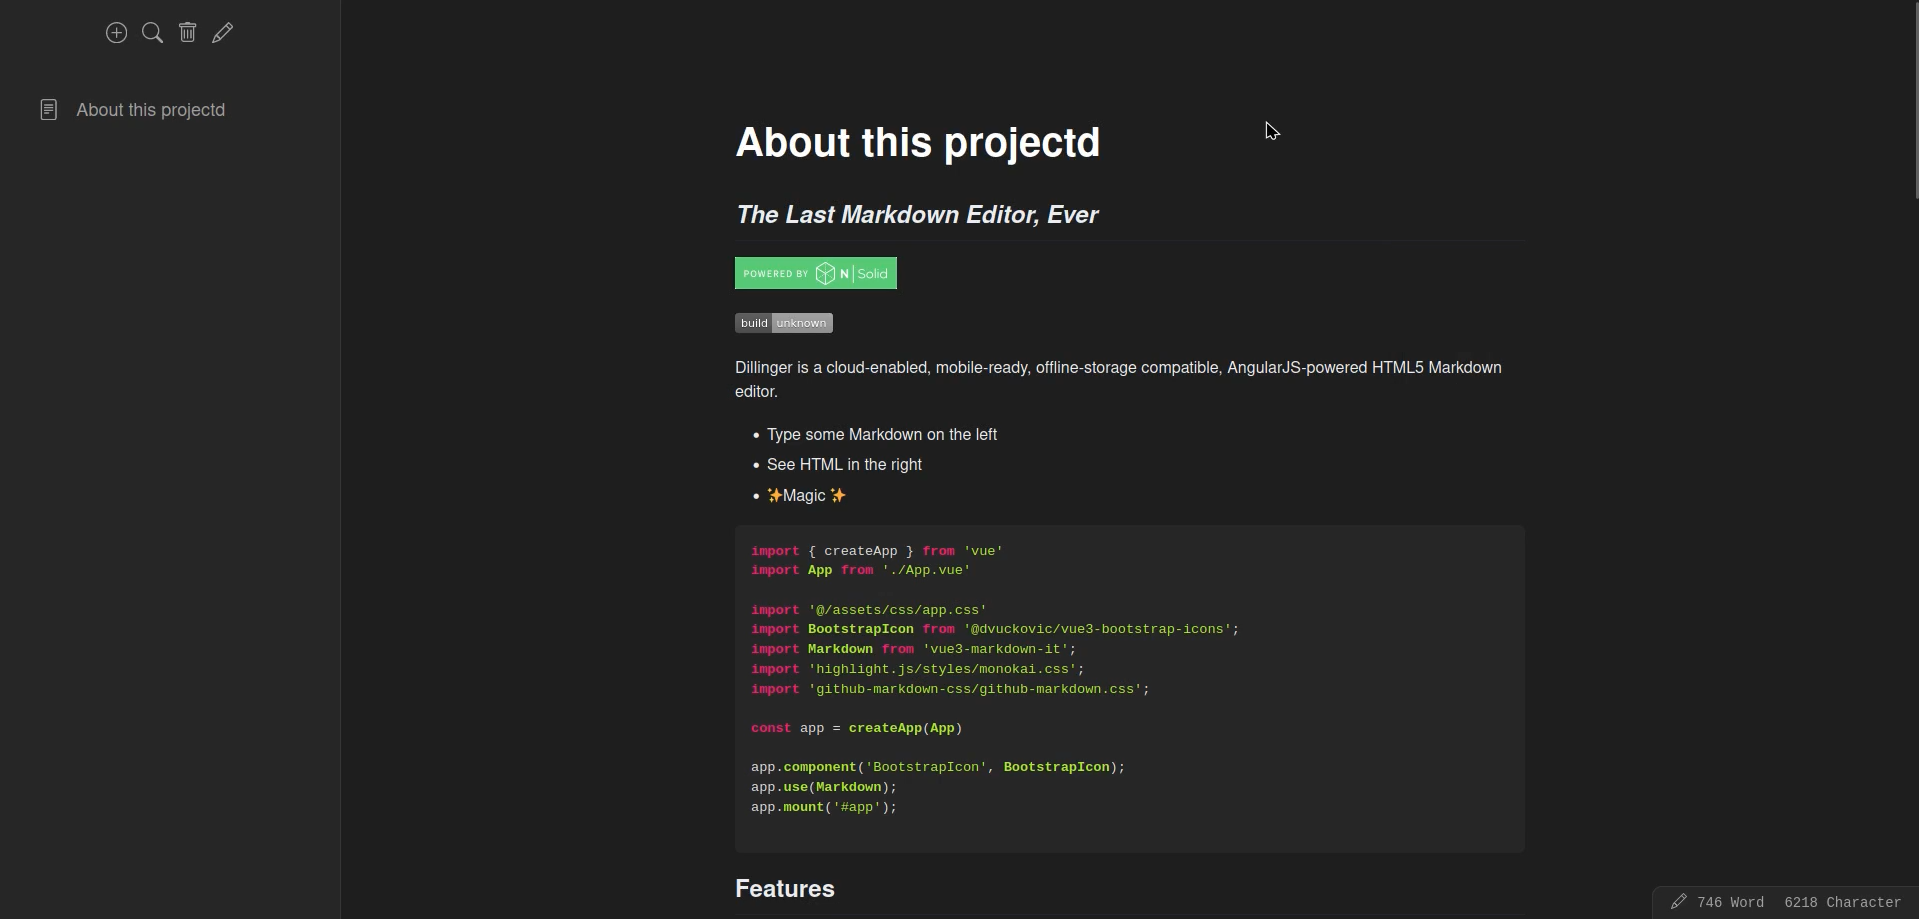 About this projectd
About this projectd
The Last Markdown Editor, Ever
POWERED BY N | Solid
build unknown
Dillinger is a cloud-enabled, mobile-ready, offline-storage compatible, AngularJS-powered HTML5 Markdown
editor.
• Type some Markdown on the left
• See HTML in the right
• ✨Magic ✨
import { createApp } from 'vue'
import App from './App.vue'
import '@/assets/css/app.css'
import BootstrapIcon from '@dvuckovic/vue3-bootstrap-icons';
import Markdown from 'vue3-markdown-it';
import 'highlight.js/styles/monokai.css';
import 'github-markdown-css/github-markdown.css';
const app = createApp(App)
app.component('BootstrapIcon', BootstrapIcon);
app.use(Markdown);
app.mount('#app');
Features
746 Word 6218 Character